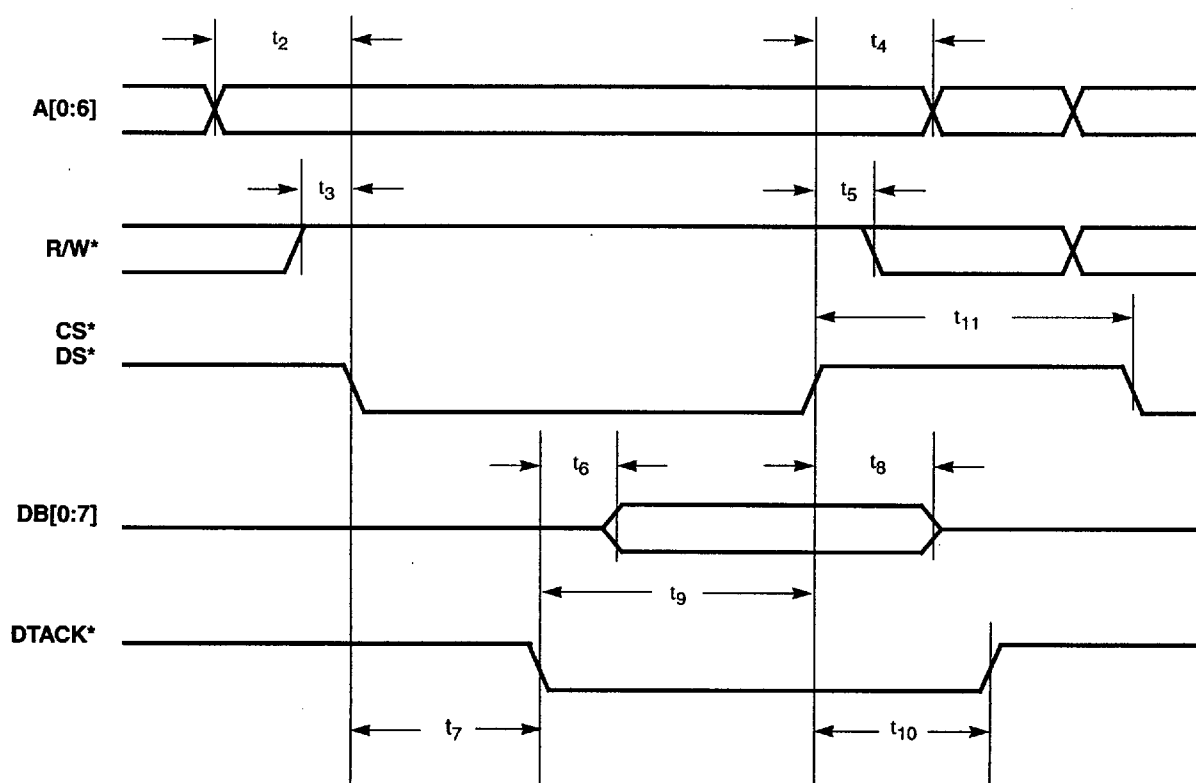 t2
t4
A[0:6]
t3
t5
R/W*
CS*
t11
DS*
t6
t8
DB[0:7]
t9
DTACK*
t7
t10